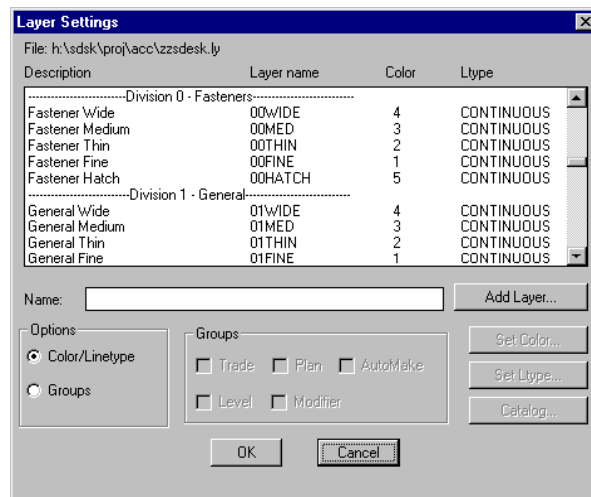 Layer Settings
File: h:\sdsk\proj\acc\zzsdesk.ly
Description Layer name Color Ltype
--------------------------Division 0 - Fasteners---------------------------
Fastener Wide 00WIDE 4 CONTINUOUS
Fastener Medium 00MED 3 CONTINUOUS
Fastener Thin 00THIN 2 CONTINUOUS
Fastener Fine 00FINE 1 CONTINUOUS
Fastener Hatch 00HATCH 5 CONTINUOUS
---------------------------Division 1 - General----------------------------
General Wide 01WIDE 4 CONTINUOUS
General Medium 01MED 3 CONTINUOUS
General Thin 01THIN 2 CONTINUOUS
General Fine 01FINE 1 CONTINUOUS
Name: Add Layer...
Options Groups
Color/Linetype Trade Plan AutoMake Set Color...
Set Ltype...
Groups Level Modifier
Catalog...
OK Cancel